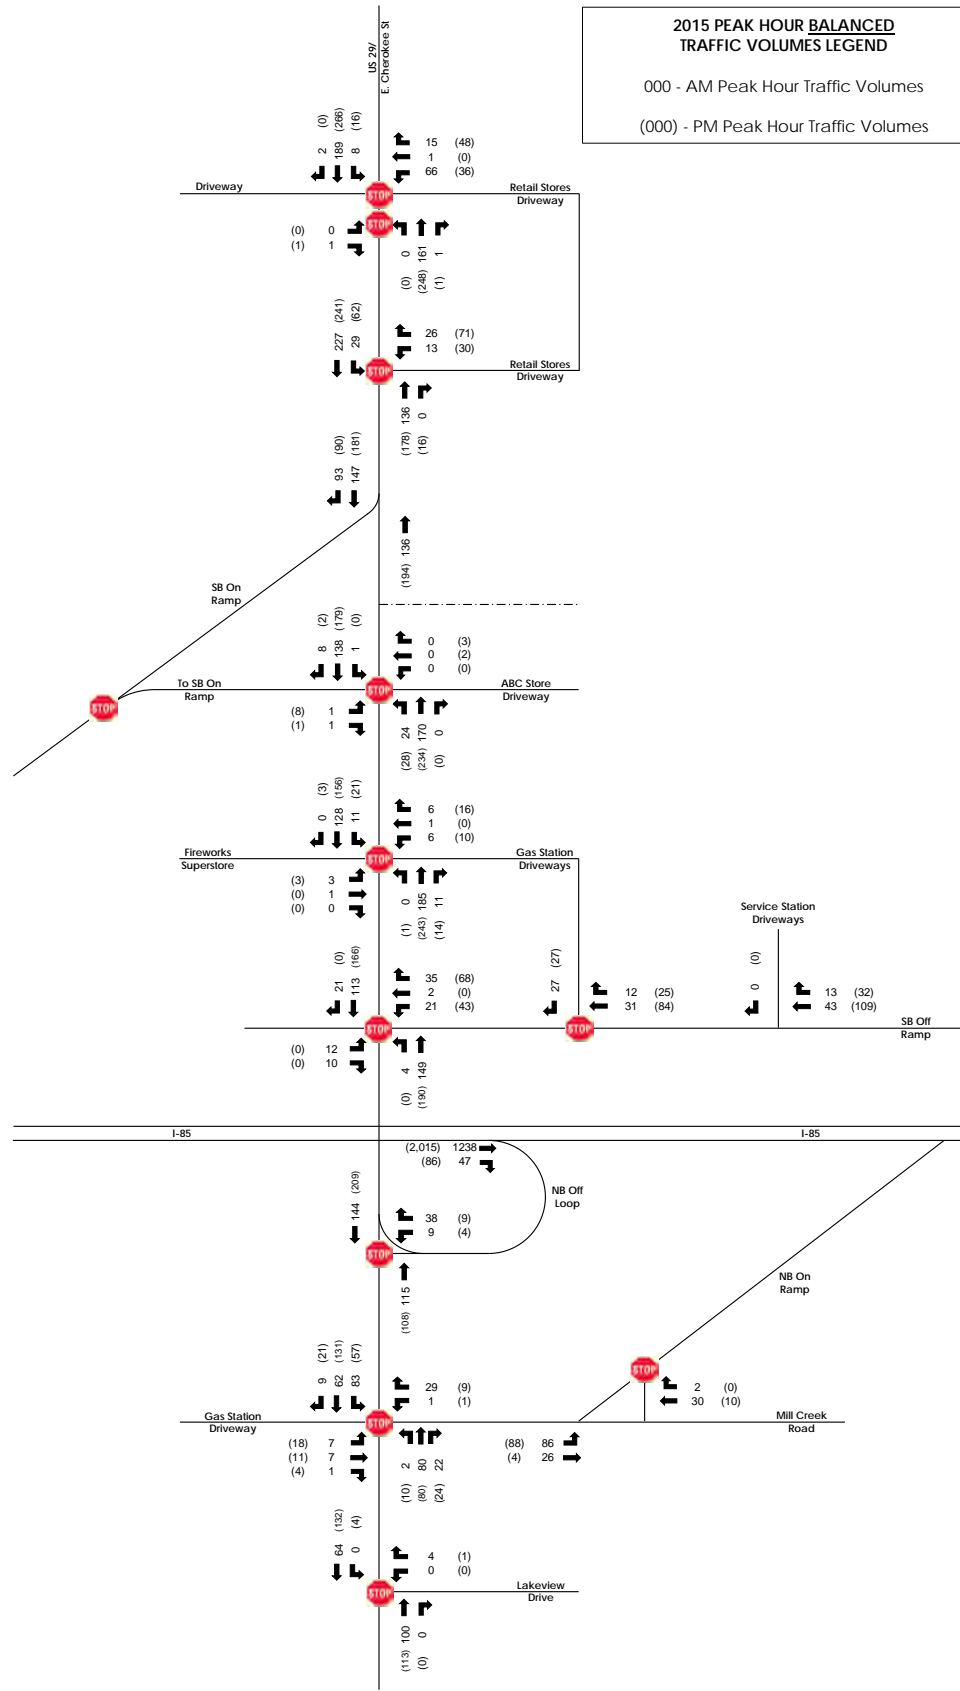 2015 PEAK HOUR BALANCED
TRAFFIC VOLUMES LEGEND
000 - AM Peak Hour Traffic Volumes
(000) - PM Peak Hour Traffic Volumes
US 29/
E. Cherokee St
(0) (266) (16)
2 189 8
15 (48)
1 (0)
66 (36)
Driveway
STOP
Retail Stores
Driveway
STOP
(0) 0
(1) 1
0 161 1
(0) (248) (1)
(241) (62)
227 29
26 (71)
13 (30)
STOP
Retail Stores
Driveway
136 0
(178) (16)
(90) (181)
93 147
136
(194)
SB On
Ramp
(2) (179) (0)
8 138 1
0 (3)
0 (2)
0 (0)
To SB On
Ramp
STOP
ABC Store
Driveway
STOP
(8) 1
(1) 1
24 170 0
(28) (234) (0)
(3) (156) (21)
0 128 11
6 (16)
1 (0)
6 (10)
Fireworks
Superstore
STOP
Gas Station
Driveways
(3) 3
(0) 1
(0) 0
0 185 11
(1) (243) (14)
Service Station
Driveways
(0) (166)
21 113
35 (68)
2 (0)
21 (43)
(27)
27
12 (25)
31 (84)
(0)
0
13 (32)
43 (109)
STOP
STOP
SB Off
Ramp
(0) 12
(0) 10
4 149
(0) (190)
I-85
I-85
(2,015) 1238
(86) 47
NB Off
Loop
144 (209)
38 (9)
9 (4)
STOP
(108) 115
NB On
Ramp
(21) (131) (57)
9 62 83
29 (9)
1 (1)
STOP
2 (0)
30 (10)
Gas Station
Driveway
STOP
Mill Creek
Road
(18) 7
(11) 7
(4) 1
2 80 22
(10) (80) (24)
(88) 86
(4) 26
(132) (4)
64 0
4 (1)
0 (0)
STOP
Lakeview
Drive
100 0
(113) (0)